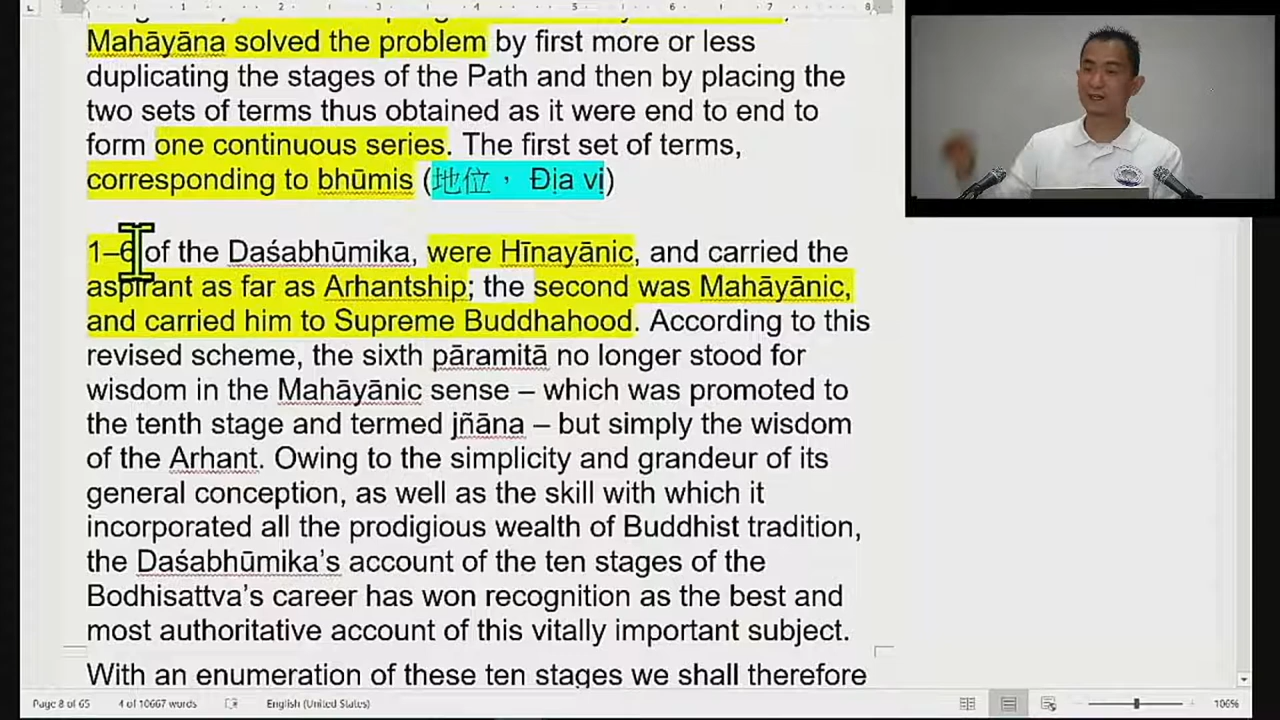 Mahāyāna solved the problem by first more or less
duplicating the stages of the Path and then by placing the
two sets of terms thus obtained as it were end to end to
form one continuous series. The first set of terms,
corresponding to bhūmis (地位, Địa vị)
1–6 of the Daśabhūmika, were Hīnayānic, and carried the
aspirant as far as Arhantship; the second was Mahāyānic,
and carried him to Supreme Buddhahood. According to this
revised scheme, the sixth pāramitā no longer stood for
wisdom in the Mahāyānic sense – which was promoted to
the tenth stage and termed jñāna – but simply the wisdom
of the Arhant. Owing to the simplicity and grandeur of its
general conception, as well as the skill with which it
incorporated all the prodigious wealth of Buddhist tradition,
the Daśabhūmika’s account of the ten stages of the
Bodhisattva’s career has won recognition as the best and
most authoritative account of this vitally important subject.
With an enumeration of these ten stages we shall therefore
Page 8 of 65 4 of 10667 words English (United States) 106%